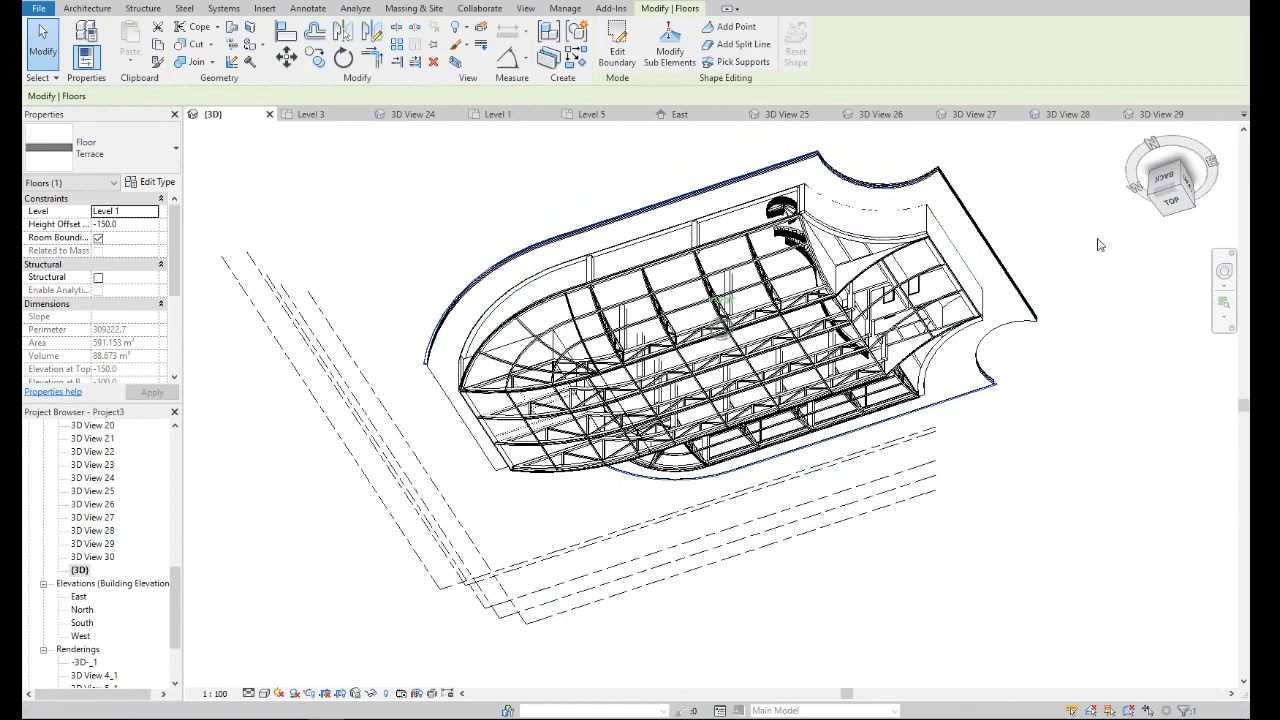 File Architecture Structure Steel Systems Insert Annotate Analyze Massing & Site Collaborate View Manage Add-Ins Modify | Floors
Cope
Add Point
Cut
Add Split Line
Modify
Paste
Join
Edit Boundary
Modify Sub Elements
Pick Supports
Reset Shape
Select Properties Clipboard Geometry Modify View Measure Create Mode Shape Editing
Modify | Floors
Properties
{3D} Level 3 3D View 24 Level 1 Level 5 East 3D View 25 3D View 26 3D View 27 3D View 28 3D View 29
Floor
Terrace
Floors (1) Edit Type
Constraints
Level Level 1
Height Offset ... -150.0
Room Boundi...
Related to Mass
Structural
Structural
Enable Analyti...
Dimensions
Slope
Perimeter 309222.7
Area 591.153 m²
Volume 88.673 m³
Elevation at Top -150.0
Elevation at B... -300.0
Properties help Apply
Project Browser - Project3
3D View 20
3D View 21
3D View 22
3D View 23
3D View 24
3D View 25
3D View 26
3D View 27
3D View 28
3D View 29
3D View 30
{3D}
Elevations (Building Elevation
East
North
South
West
Renderings
-3D-_1
3D View 4_1
BACK
TOP
N
W
1 : 100
:0 Main Model :1